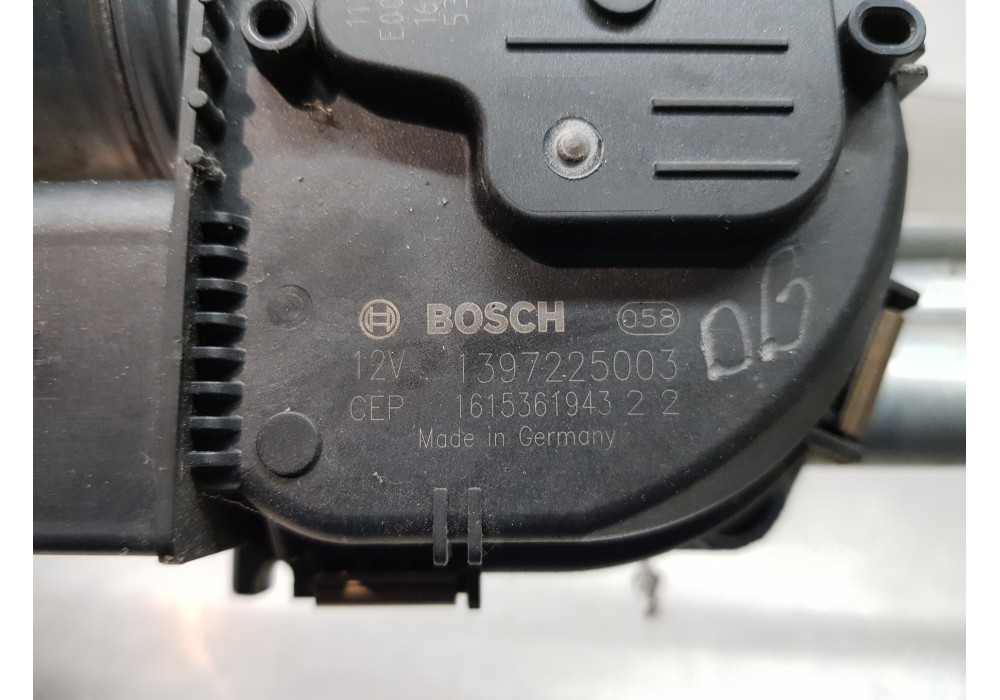 BOSCH 058
12V 1397225003
CEP 1615361943 2 2
Made in Germany
DG